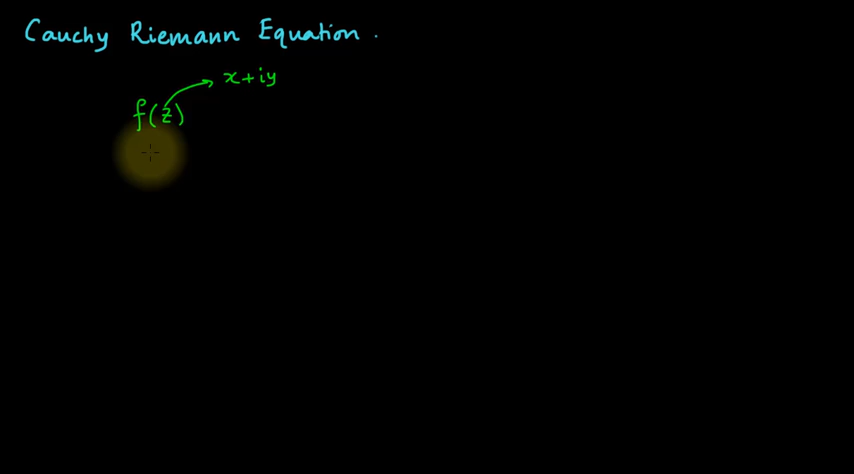 Cauchy Riemann Equation .
x + iy
f(z)